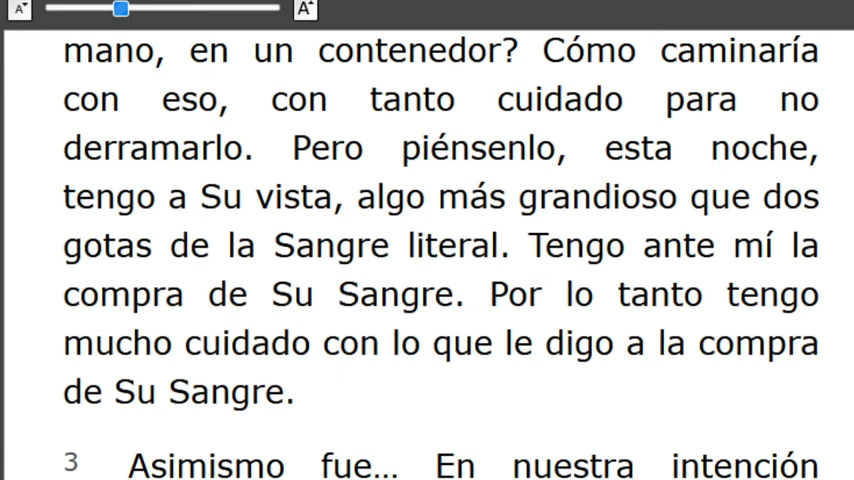 A A
mano, en un contenedor? Cómo caminaría
con eso, con tanto cuidado para no
derramarlo. Pero piénsenlo, esta noche,
tengo a Su vista, algo más grandioso que dos
gotas de la Sangre literal. Tengo ante mí la
compra de Su Sangre. Por lo tanto tengo
mucho cuidado con lo que le digo a la compra
de Su Sangre.
3 Asimismo fue... En nuestra intención